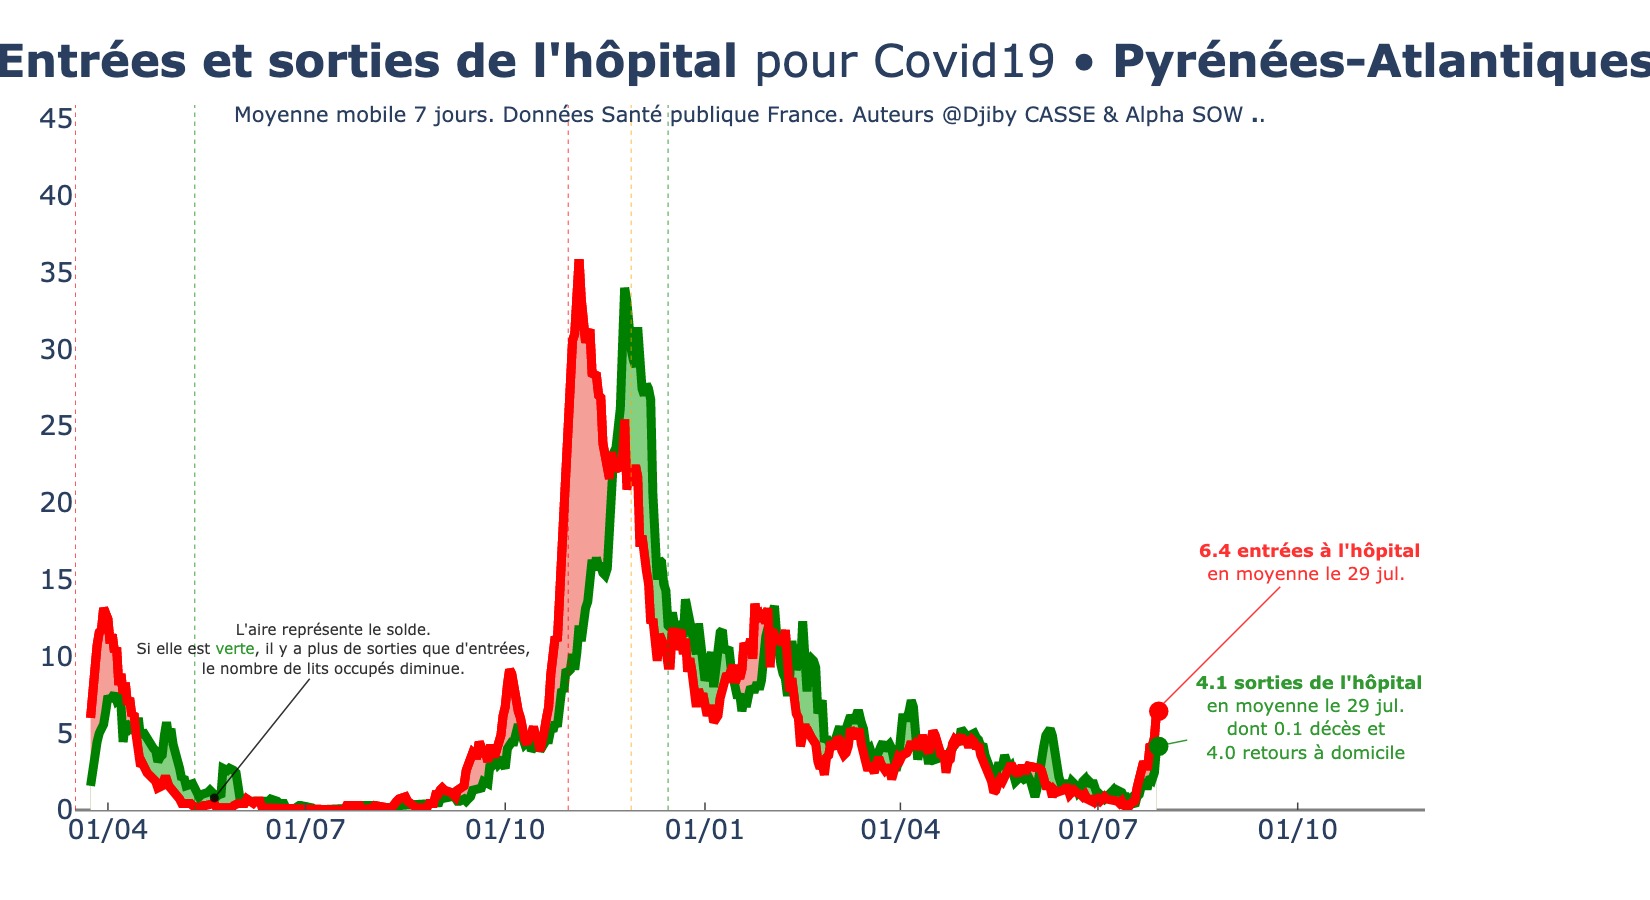 Entrées et sorties de l'hôpital pour Covid19 • Pyrénées-Atlantiques
Moyenne mobile 7 jours. Données Santé publique France. Auteurs @Djiby CASSE & Alpha SOW ..
45
40
35
30
25
20
15
10
5
0
6.4 entrées à l'hôpital
en moyenne le 29 jul.
L'aire représente le solde.
Si elle est verte, il y a plus de sorties que d'entrées,
le nombre de lits occupés diminue.
4.1 sorties de l'hôpital
en moyenne le 29 jul.
dont 0.1 décès et
4.0 retours à domicile
01/04 01/07 01/10 01/01 01/04 01/07 01/10